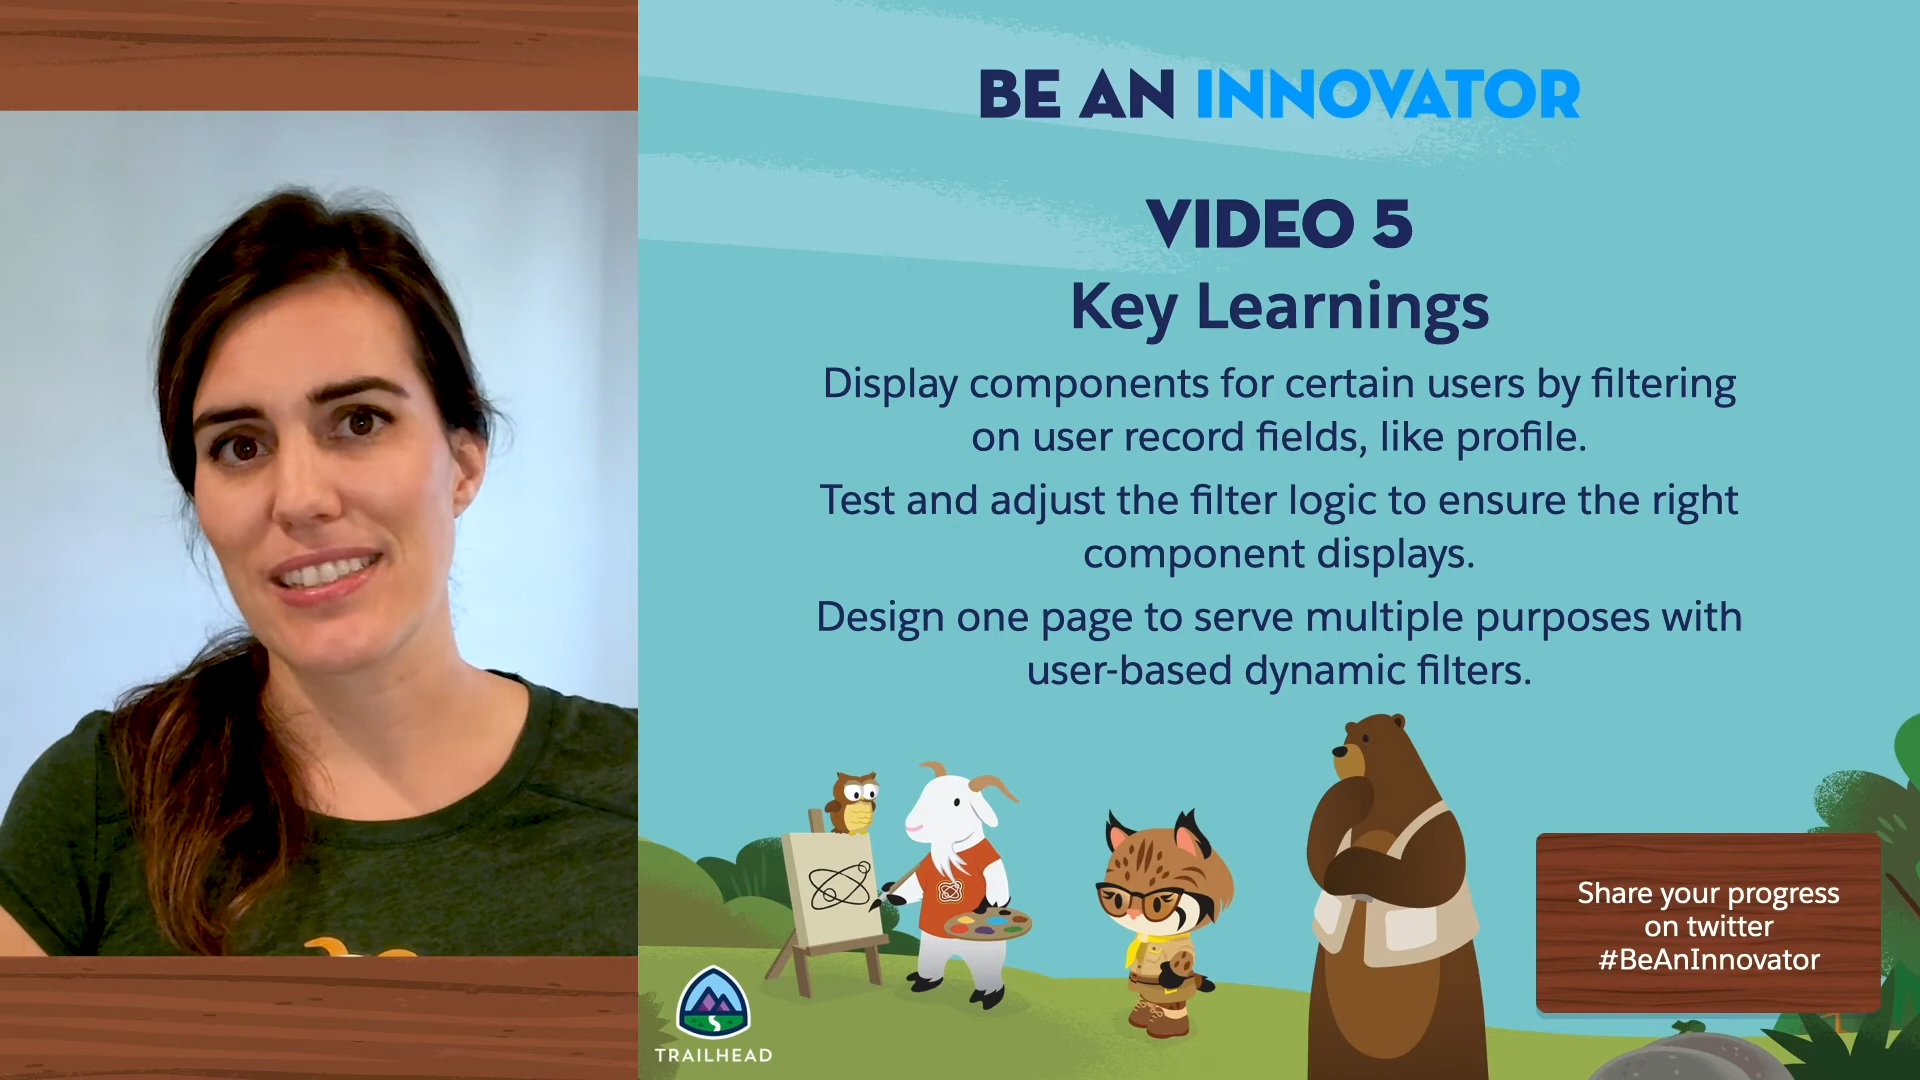 BE AN INNOVATOR
VIDEO 5
Key Learnings
Display components for certain users by filtering
on user record fields, like profile.
Test and adjust the filter logic to ensure the right
component displays.
Design one page to serve multiple purposes with
user-based dynamic filters.
Share your progress
on twitter
#BeAnInnovator
TRAILHEAD